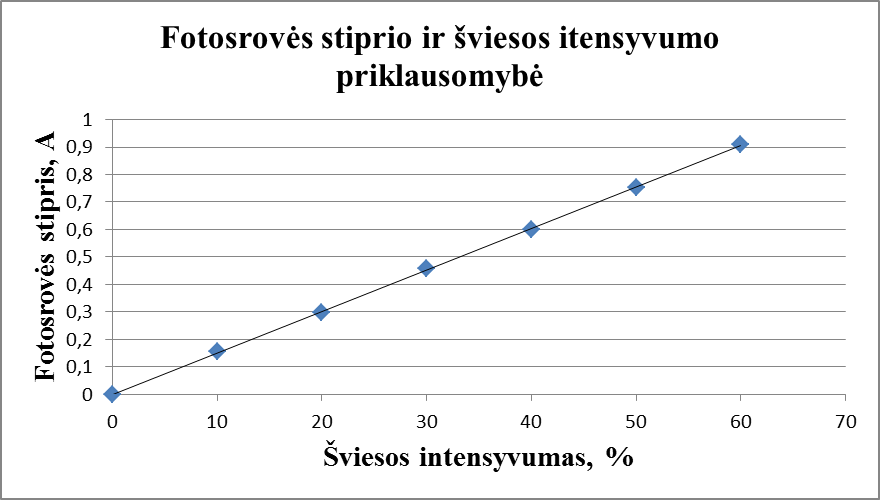 Fotosrovės stiprio ir šviesos itensyvumo
priklausomybė
Fotosrovės stipris, A
1
0,9
0,8
0,7
0,6
0,5
0,4
0,3
0,2
0,1
0
0 10 20 30 40 50 60 70
Šviesos intensyvumas, %